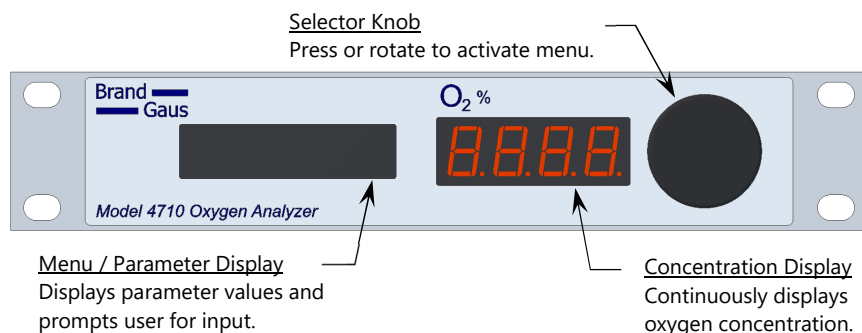 Selector Knob
Press or rotate to activate menu.
Brand
Gaus
O₂ %
8.8.8.8.
Model 4710 Oxygen Analyzer
Menu / Parameter Display
Displays parameter values and
prompts user for input.
Concentration Display
Continuously displays
oxygen concentration.